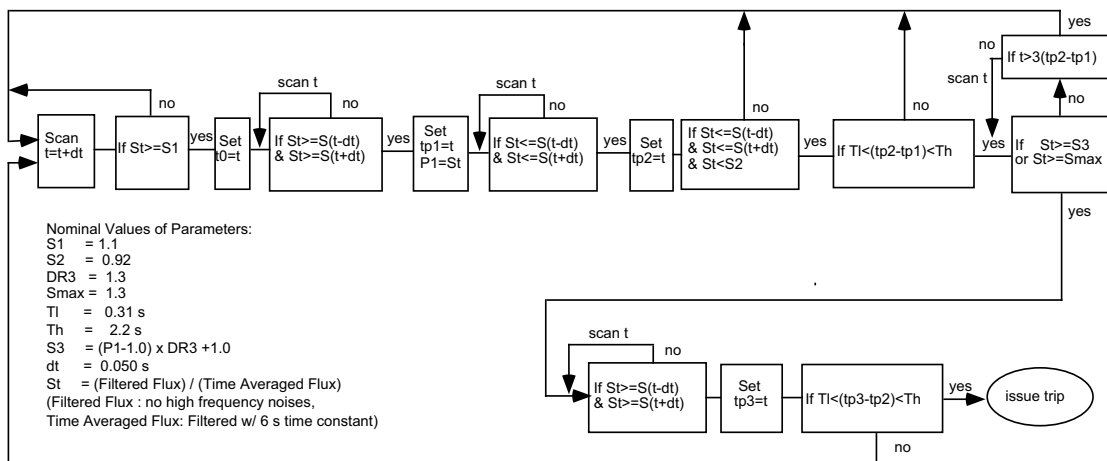 yes
no
If t>3(tp2-tp1)
scan t
scan t
scan t
no
no
no
no
no
no
Scan
t=t+dt
If St>=S1
yes
Set
t0=t
If St>=S(t-dt)
& St>=S(t+dt)
yes
Set
tp1=t
P1=St
If St<=S(t-dt)
& St<=S(t+dt)
yes
Set
tp2=t
If St<=S(t-dt)
& St<=S(t+dt)
& St<S2
yes
If Tl<(tp2-tp1)<Th
yes
If St>=S3
or St>=Smax
yes
Nominal Values of Parameters:
S1 = 1.1
S2 = 0.92
DR3 = 1.3
Smax = 1.3
Tl = 0.31 s
Th = 2.2 s
S3 = (P1-1.0) x DR3 +1.0
dt = 0.050 s
St = (Filtered Flux) / (Time Averaged Flux)
(Filtered Flux : no high frequency noises,
Time Averaged Flux: Filtered w/ 6 s time constant)
scan t
no
If St>=S(t-dt)
& St>=S(t+dt)
Set
tp3=t
If Tl<(tp3-tp2)<Th
yes
issue trip
no